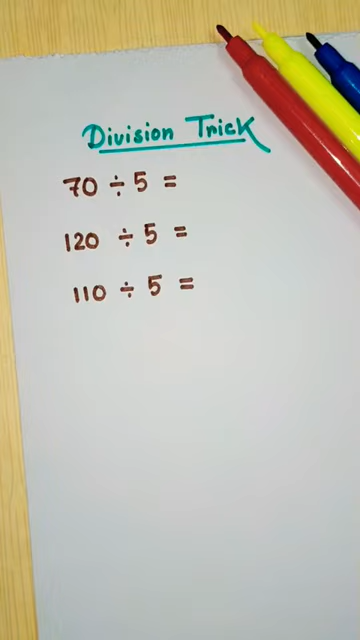 Division Trick
70 ÷ 5 =
120 ÷ 5 =
110 ÷ 5 =